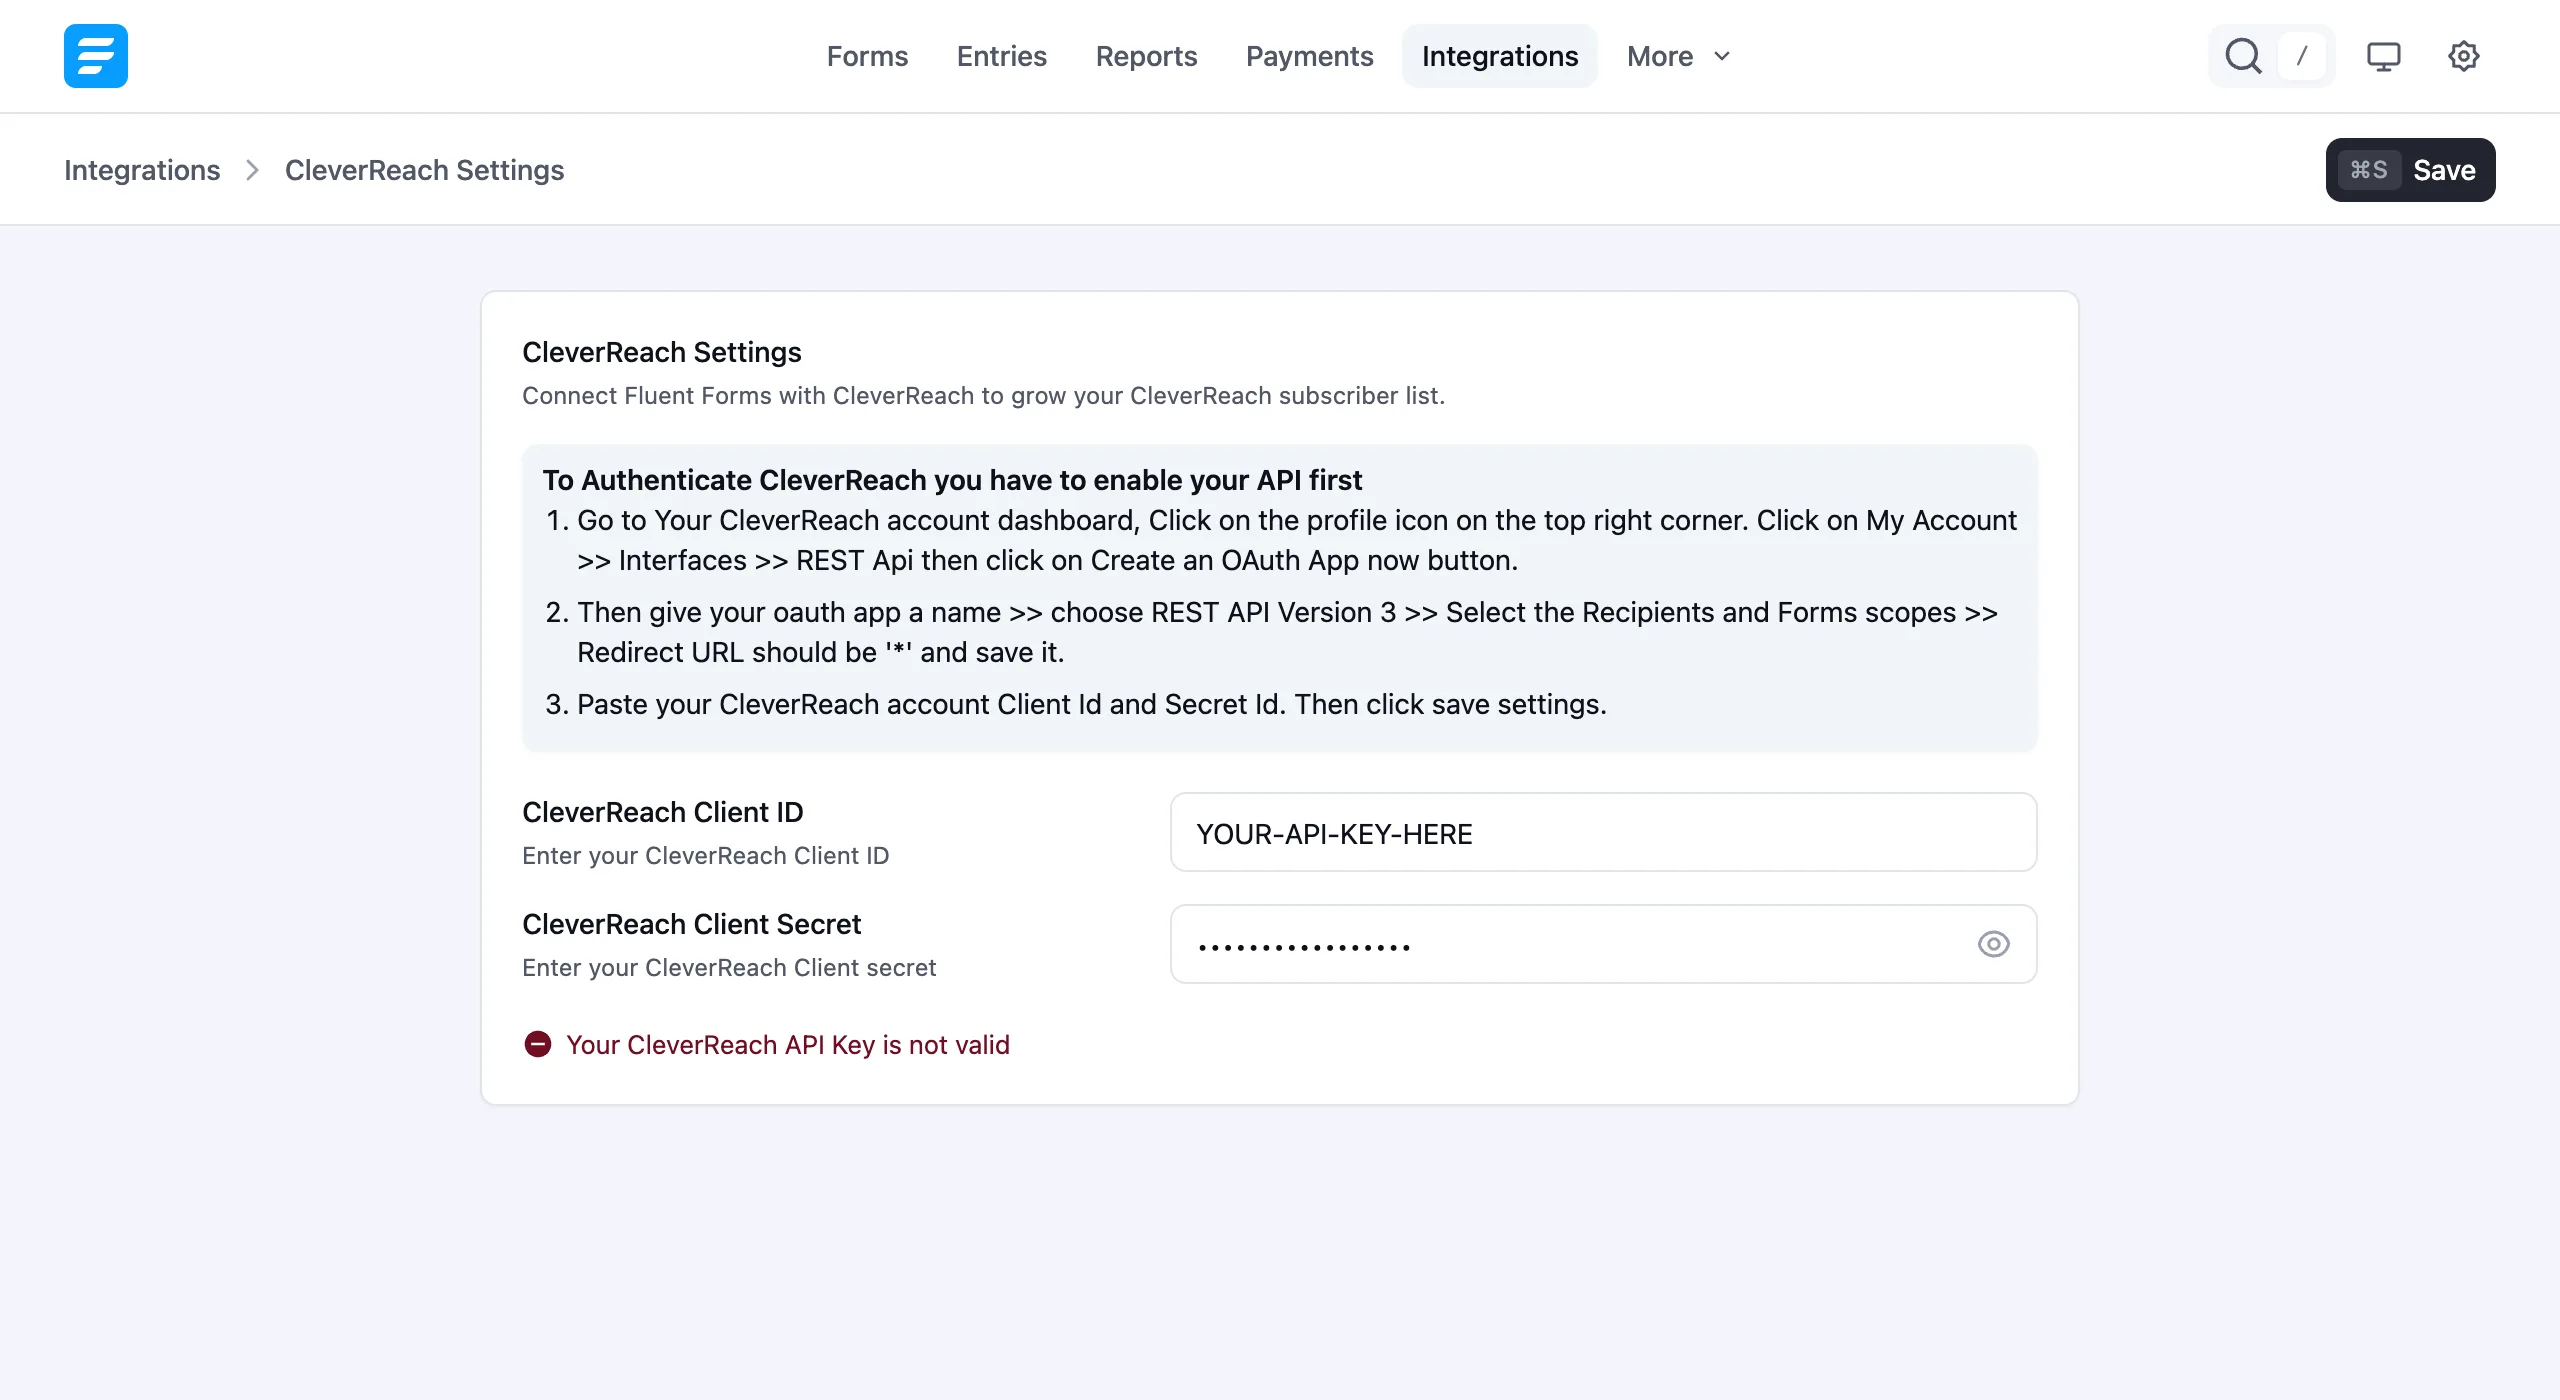 Forms Entries Reports Payments Integrations More /
Integrations > CleverReach Settings ⌘S Save
CleverReach Settings
Connect Fluent Forms with CleverReach to grow your CleverReach subscriber list.
To Authenticate CleverReach you have to enable your API first
1. Go to Your CleverReach account dashboard, Click on the profile icon on the top right corner. Click on My Account
>> Interfaces >> REST Api then click on Create an OAuth App now button.
2. Then give your oauth app a name >> choose REST API Version 3 >> Select the Recipients and Forms scopes >>
Redirect URL should be '*' and save it.
3. Paste your CleverReach account Client Id and Secret Id. Then click save settings.
CleverReach Client ID
Enter your CleverReach Client ID
YOUR-API-KEY-HERE
CleverReach Client Secret
Enter your CleverReach Client secret
•••••••••••••••••
Your CleverReach API Key is not valid